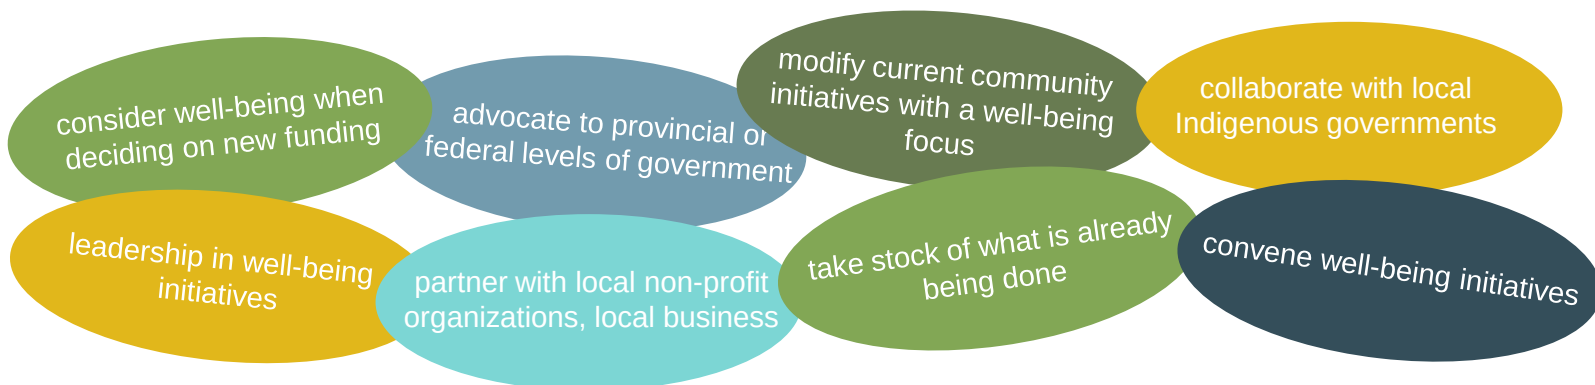 consider well-being when
deciding on new funding
advocate to provincial or
federal levels of government
modify current community
initiatives with a well-being
focus
collaborate with local
Indigenous governments
leadership in well-being
initiatives
partner with local non-profit
organizations, local business
take stock of what is already
being done
convene well-being initiatives